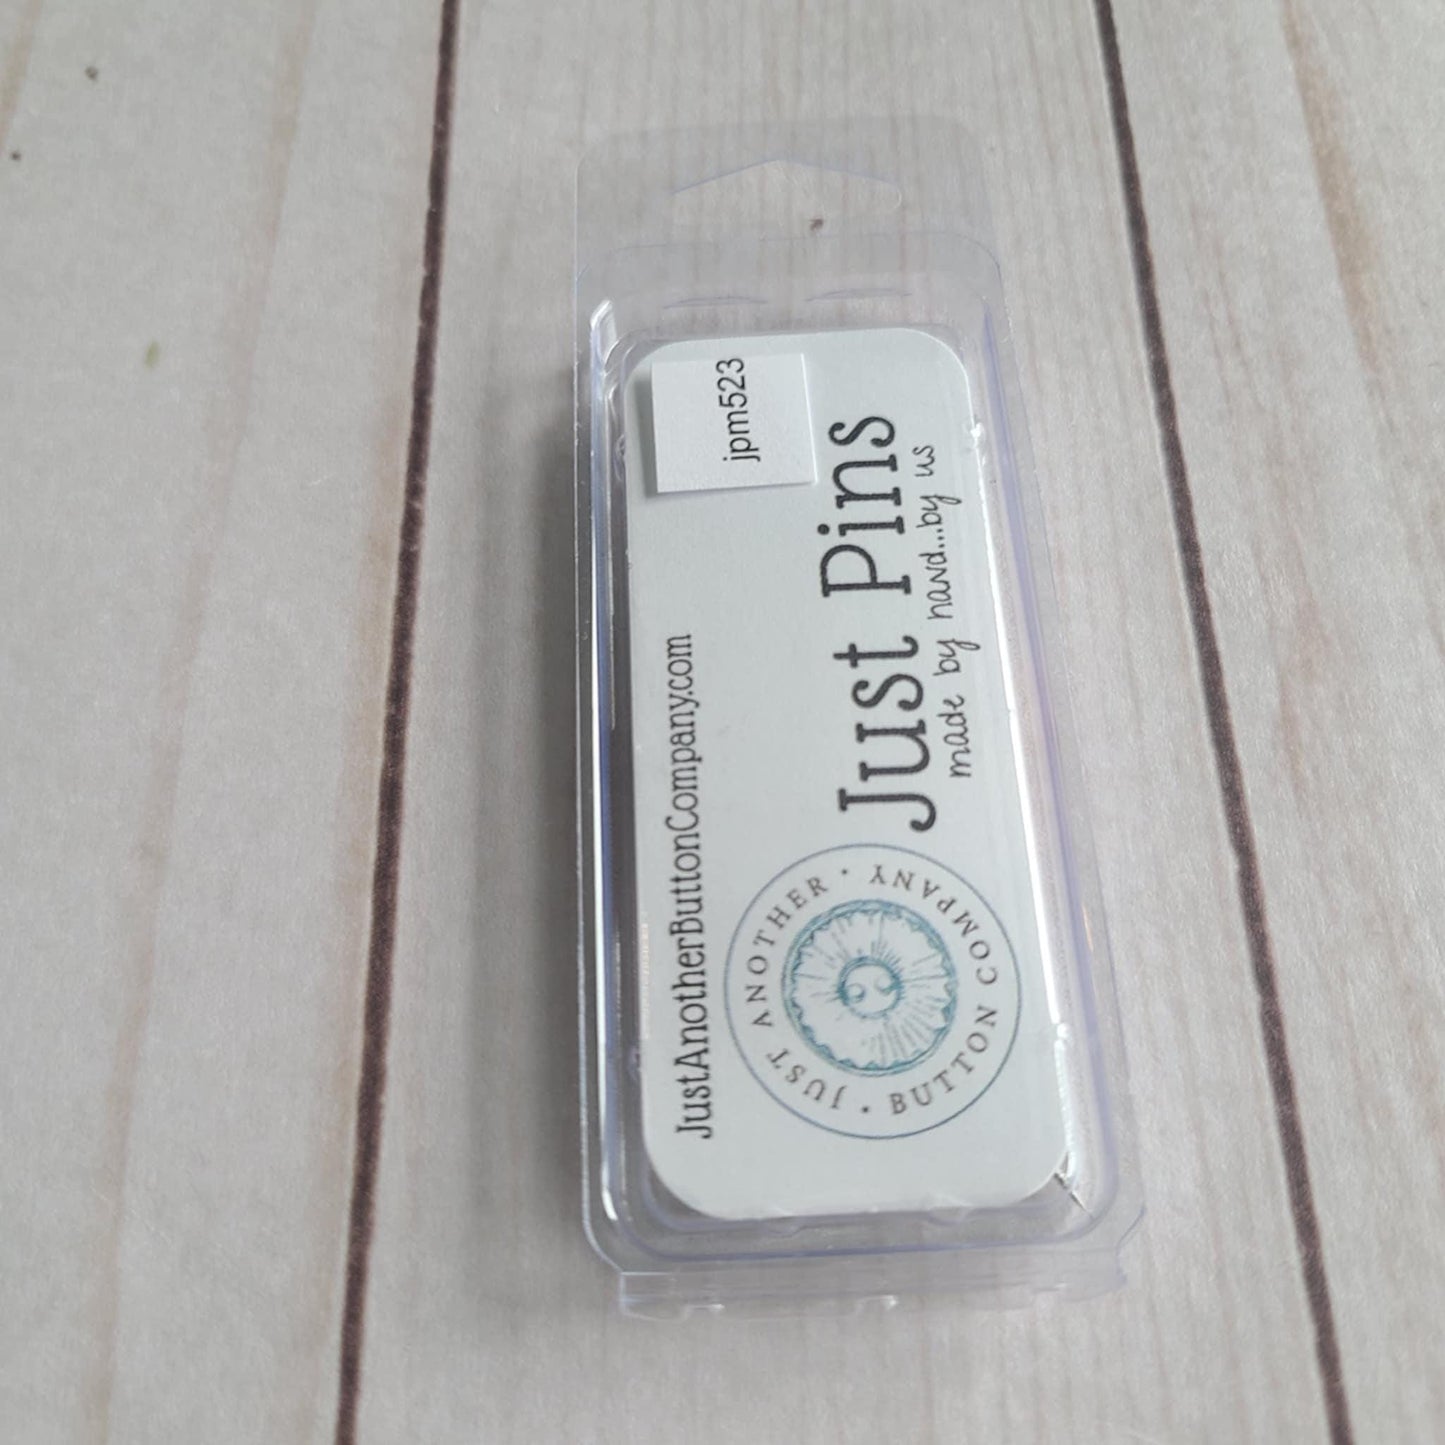 JustAnotherButtonCompany.com
jpm523
JUST ANOTHER • BUTTON COMPANY •
Just Pins
made by hand...by us